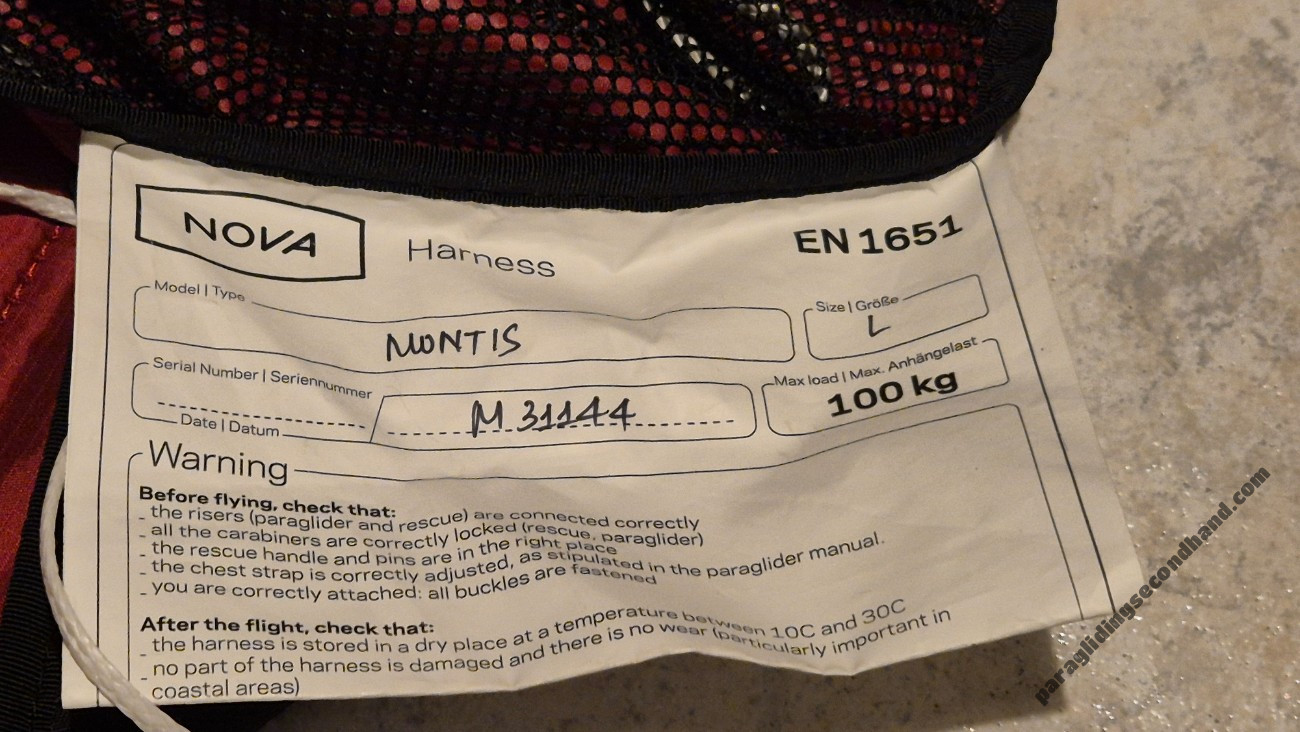 NOVA
Harness
EN 1651
Model | Type
MONTIS
Size | Größe
L
Serial Number | Seriennummer
M 31144
Max load | Max. Anhängelast
100 kg
Date | Datum
Warning
Before flying, check that:
- the risers (paraglider and rescue) are connected correctly
- all the carabiners are correctly locked (rescue, paraglider)
- the rescue handle and pins are in the right place
- the chest strap is correctly adjusted, as stipulated in the paraglider manual.
- you are correctly attached: all buckles are fastened
After the flight, check that:
- the harness is stored in a dry place at a temperature between 10C and 30C
- no part of the harness is damaged and there is no wear (particularly important in
coastal areas)
paraglidingsecondhand.com